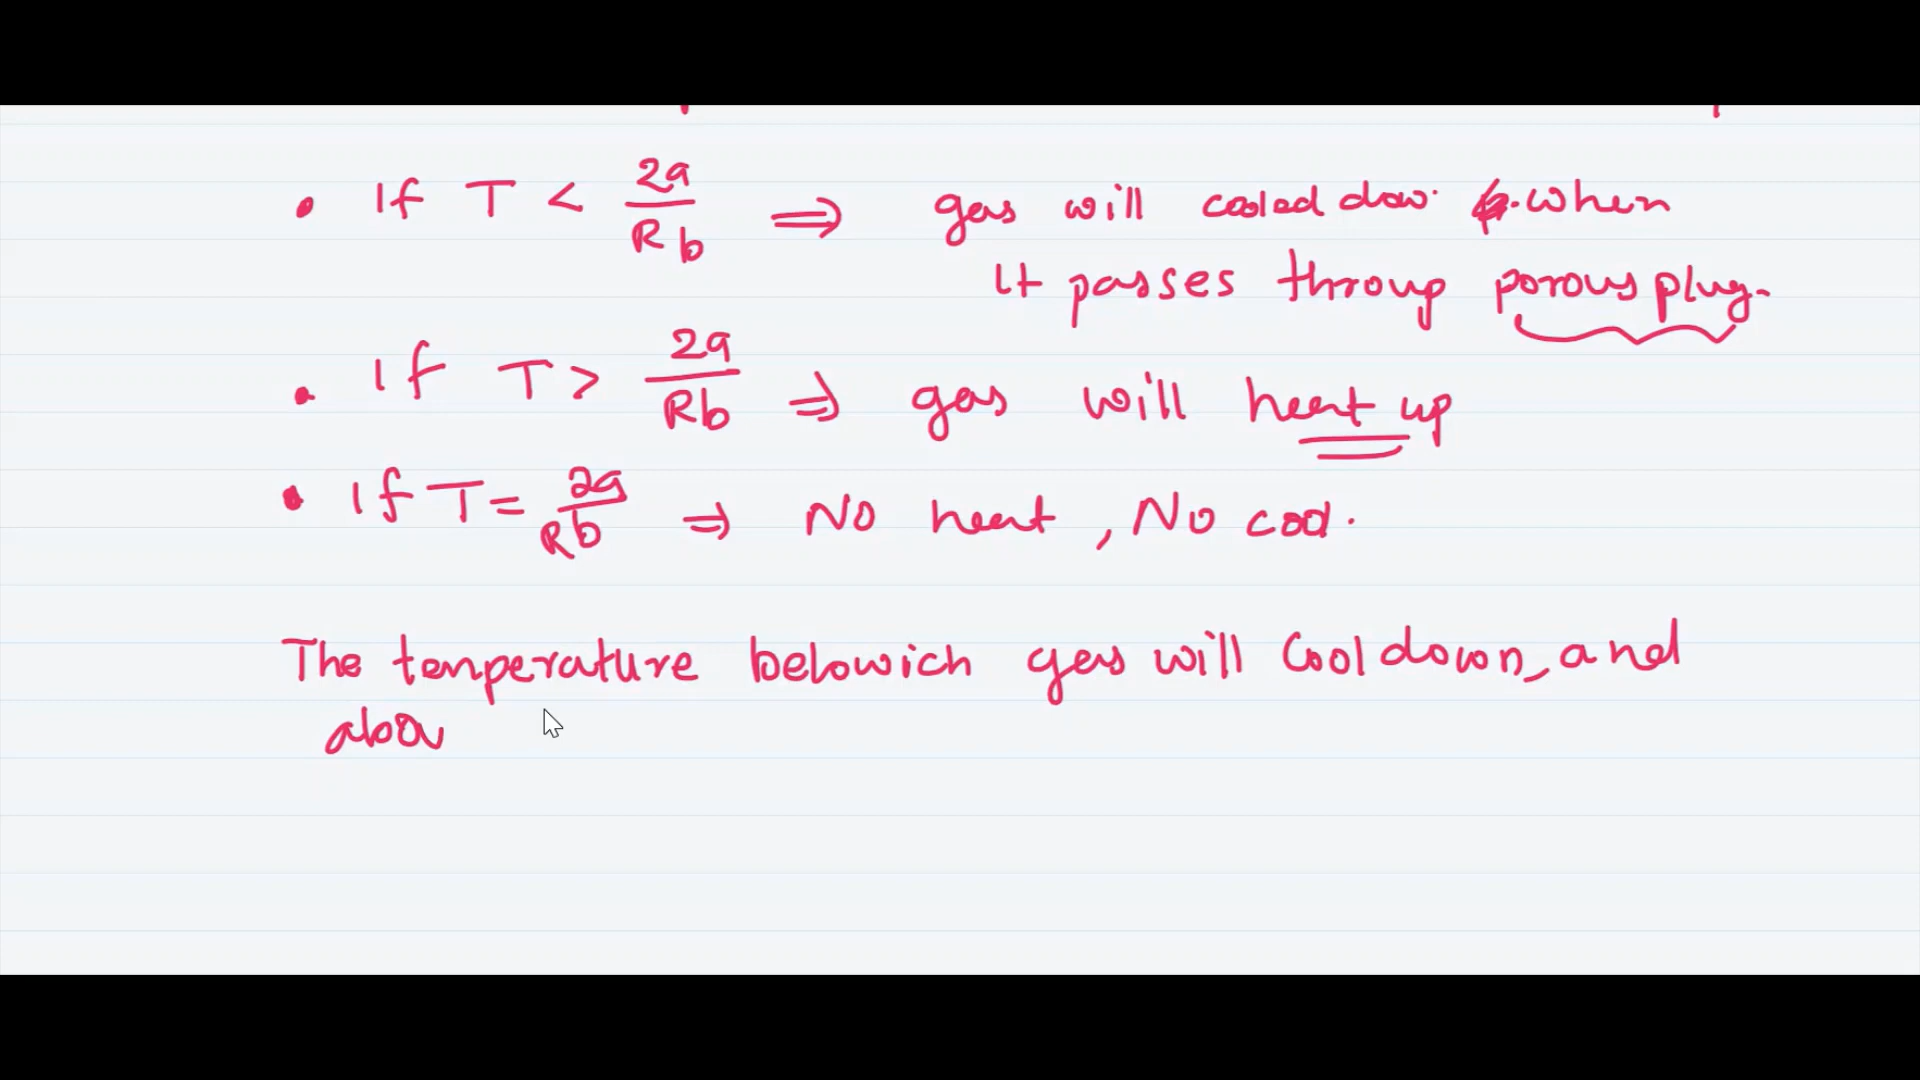 • If T < 2a/Rb ⇒ gas will cooled dow. when
It passes throup porous plug.
• If T > 2a/Rb ⇒ gas will heat up
• If T = 2a/Rb ⇒ No heat, No cool.
The temperature belowich gas will Cool down, and
abov